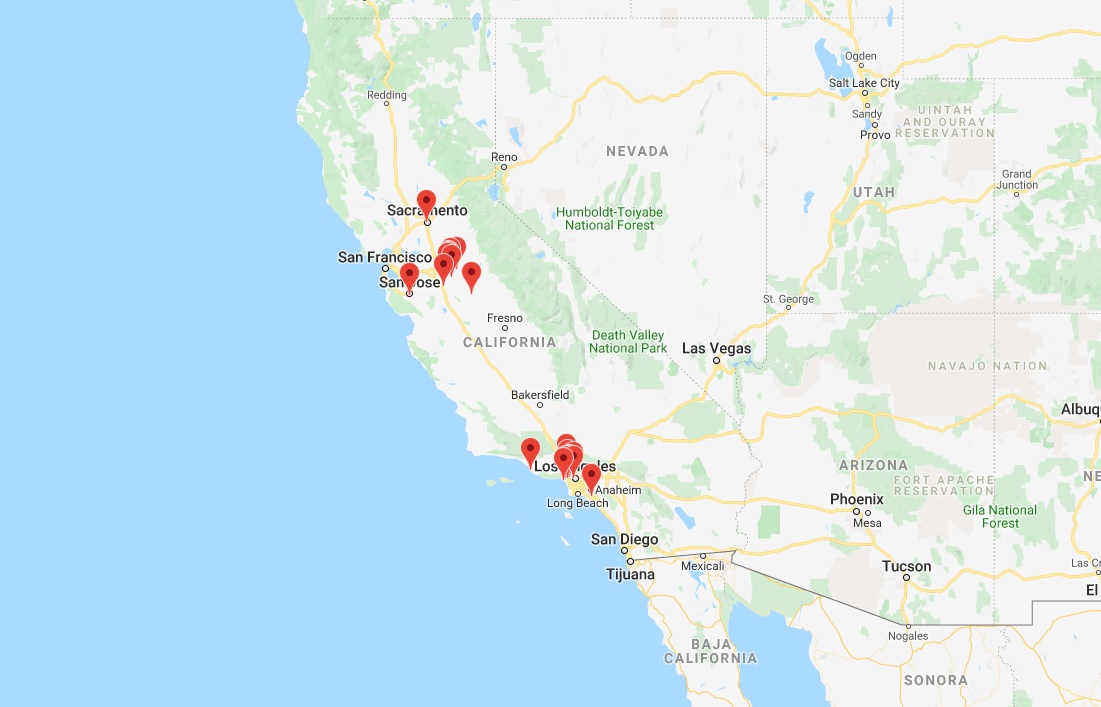 Ogden
Salt Lake City
Redding
Sandy
Provo
UINTAH
AND OURAY
RESERVATION
Reno
NEVADA
Grand
Junction
UTAH
Sacramento
Humboldt-Toiyabe
National Forest
San Francisco
San Jose
St. George
Fresno
CALIFORNIA
Death Valley
National Park
Las Vegas
NAVAJO NATION
Bakersfield
Albuq
Los Angeles
ARIZONA
Anaheim
Long Beach
FORT APACHE
RESERVATION
NE
Phoenix
Mesa
Gila National
Forest
San Diego
Tijuana
Mexicali
Tucson
Las Cr
El
Nogales
BAJA
CALIFORNIA
SONORA